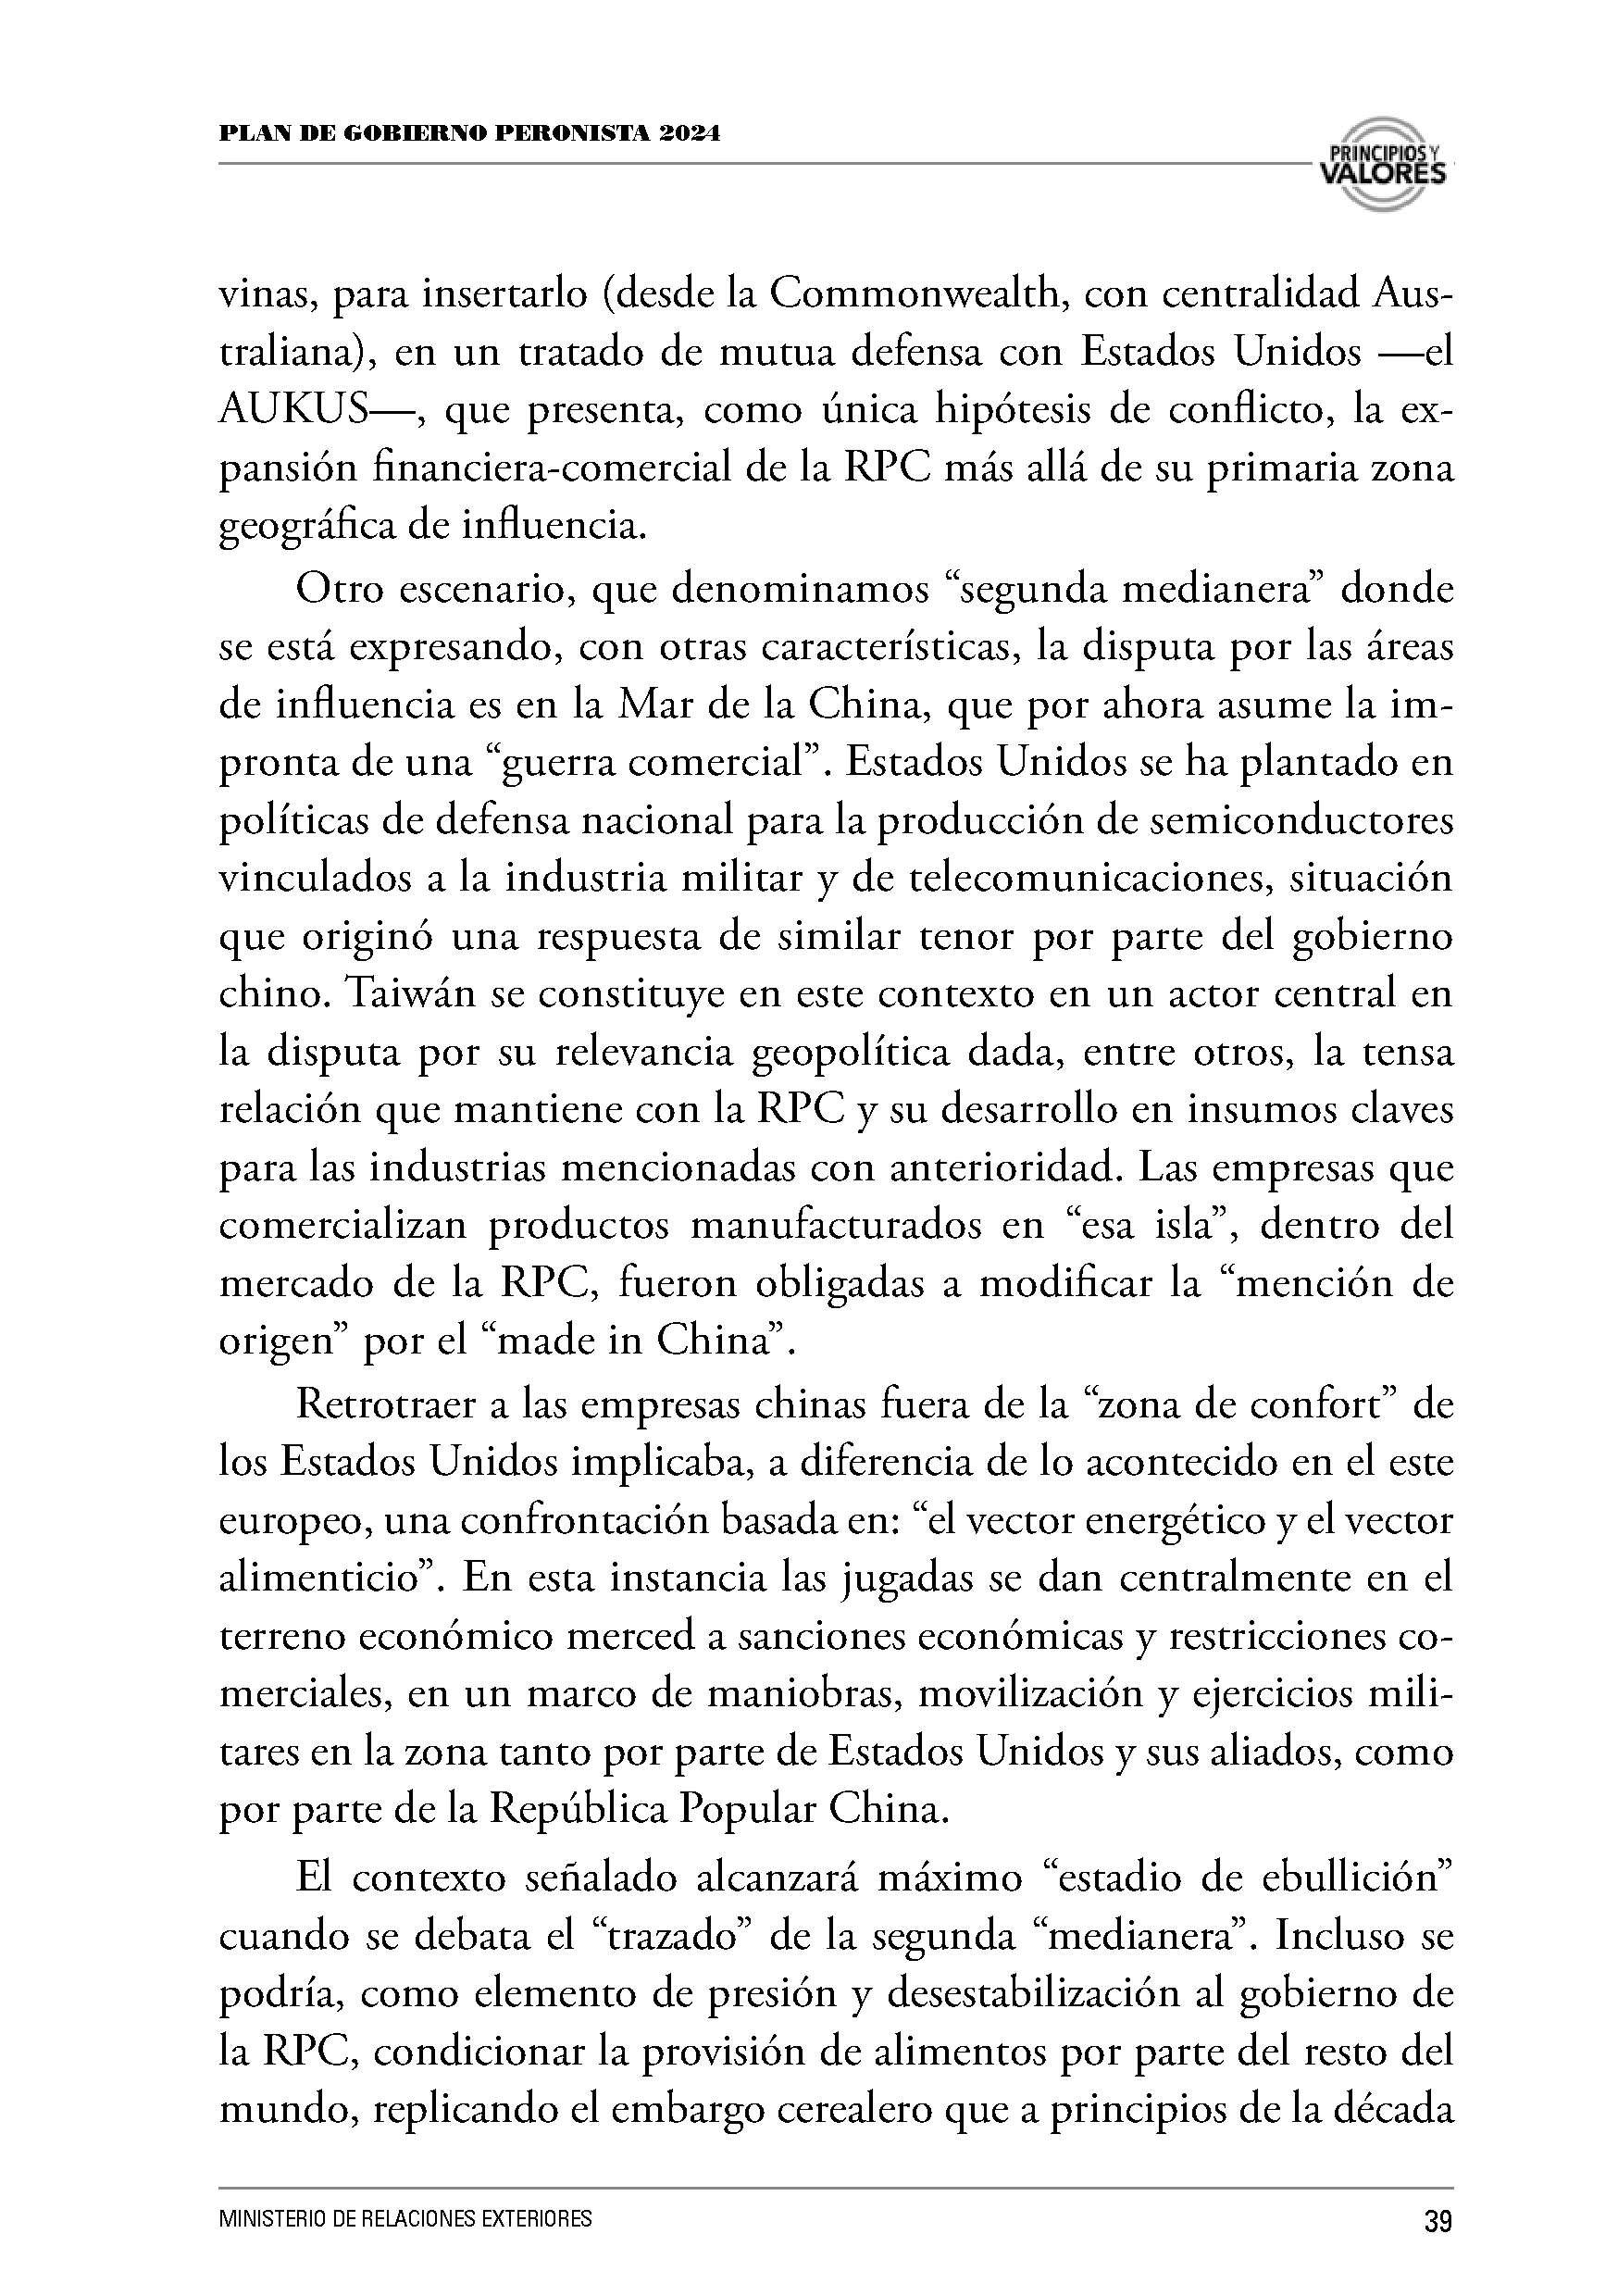 PLAN DE GOBIERNO PERONISTA 2024
PRINCIPIOS Y
VALORES
vinas, para insertarlo (desde la Commonwealth, con centralidad Aus-
traliana), en un tratado de mutua defensa con Estados Unidos —el
AUKUS—, que presenta, como única hipótesis de conflicto, la ex-
pansión financiera-comercial de la RPC más allá de su primaria zona
geográfica de influencia.
Otro escenario, que denominamos “segunda medianera” donde
se está expresando, con otras características, la disputa por las áreas
de influencia es en la Mar de la China, que por ahora asume la im-
pronta de una “guerra comercial”. Estados Unidos se ha plantado en
políticas de defensa nacional para la producción de semiconductores
vinculados a la industria militar y de telecomunicaciones, situación
que originó una respuesta de similar tenor por parte del gobierno
chino. Taiwán se constituye en este contexto en un actor central en
la disputa por su relevancia geopolítica dada, entre otros, la tensa
relación que mantiene con la RPC y su desarrollo en insumos claves
para las industrias mencionadas con anterioridad. Las empresas que
comercializan productos manufacturados en “esa isla”, dentro del
mercado de la RPC, fueron obligadas a modificar la “mención de
origen” por el “made in China”.
Retrotraer a las empresas chinas fuera de la “zona de confort” de
los Estados Unidos implicaba, a diferencia de lo acontecido en el este
europeo, una confrontación basada en: “el vector energético y el vector
alimenticio”. En esta instancia las jugadas se dan centralmente en el
terreno económico merced a sanciones económicas y restricciones co-
merciales, en un marco de maniobras, movilización y ejercicios mili-
tares en la zona tanto por parte de Estados Unidos y sus aliados, como
por parte de la República Popular China.
El contexto señalado alcanzará máximo “estadio de ebullición”
cuando se debata el “trazado” de la segunda “medianera”. Incluso se
podría, como elemento de presión y desestabilización al gobierno de
la RPC, condicionar la provisión de alimentos por parte del resto del
mundo, replicando el embargo cerealero que a principios de la década
MINISTERIO DE RELACIONES EXTERIORES
39